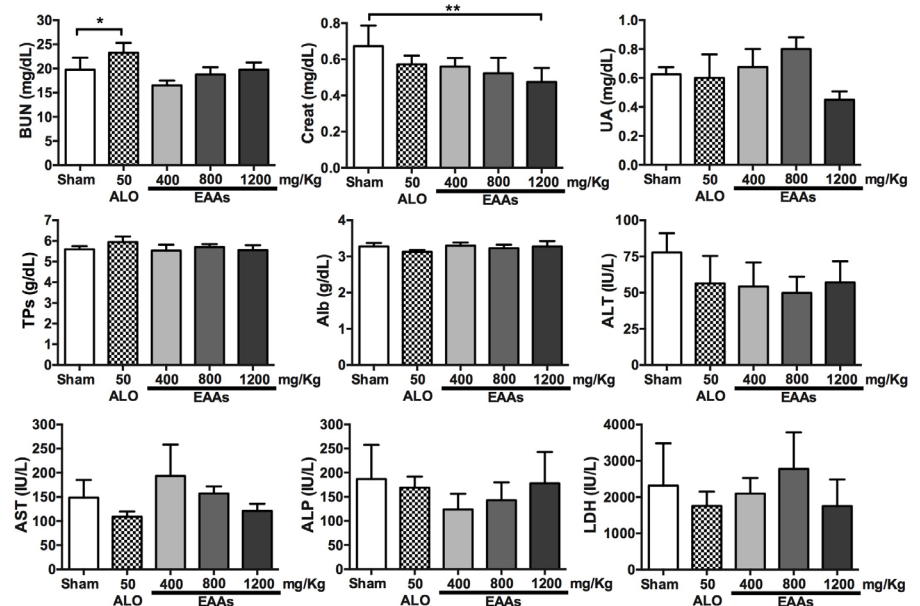 *
BUN (mg/dL)
30
25
20
15
10
5
0
Sham 50 400 800 1200 mg/Kg
ALO EAAs
**
Creat (mg/dL)
0.8
0.6
0.4
0.2
0.0
Sham 50 400 800 1200 mg/Kg
ALO EAAs
UA (mg/dL)
1.0
0.8
0.6
0.4
0.2
0.0
Sham 50 400 800 1200 mg/Kg
ALO EAAs
TPs (g/dL)
7
6
5
4
3
2
1
0
Sham 50 400 800 1200 mg/Kg
ALO EAAs
Alb (g/dL)
4
3
2
1
0
Sham 50 400 800 1200 mg/Kg
ALO EAAs
ALT (IU/L)
100
75
50
25
0
Sham 50 400 800 1200 mg/Kg
ALO EAAs
AST (IU/L)
300
250
200
150
100
50
0
Sham 50 400 800 1200 mg/Kg
ALO EAAs
ALP (IU/L)
300
250
200
150
100
50
0
Sham 50 400 800 1200 mg/Kg
ALO EAAs
LDH (IU/L)
4000
3000
2000
1000
0
Sham 50 400 800 1200 mg/Kg
ALO EAAs